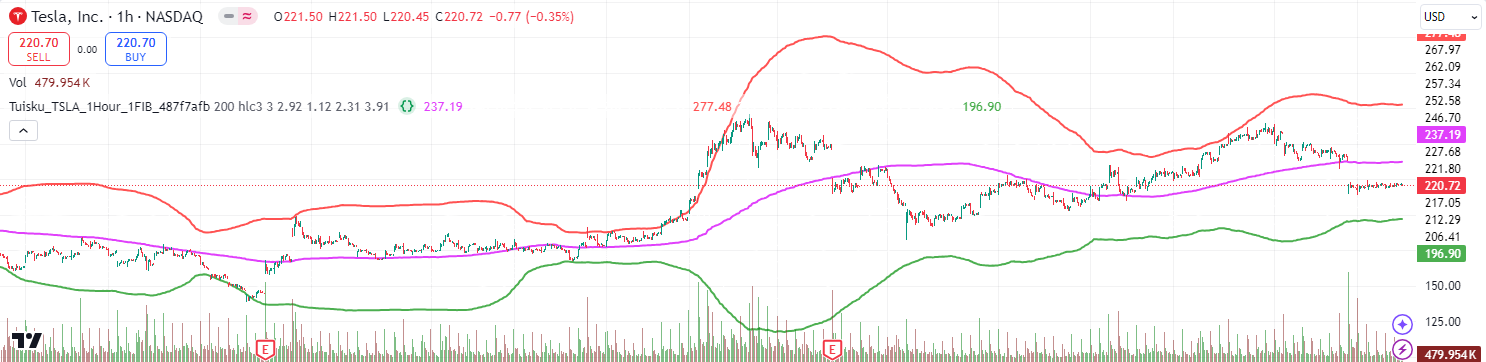 Tesla, Inc. · 1h · NASDAQ O221.50 H221.50 L220.45 C220.72 −0.77 (−0.35%)
220.70 SELL
0.00
220.70 BUY
Vol 479.954 K
Tuisku_TSLA_1Hour_1FIB_487f7afb 200 hlc3 3 2.92 1.12 2.31 3.91 {} 237.19 277.48 196.90
USD
277.48
267.97
262.09
257.34
252.58
246.70
237.19
227.68
221.80
220.72
217.05
212.29
206.41
196.90
150.00
125.00
479.954 K
E
E